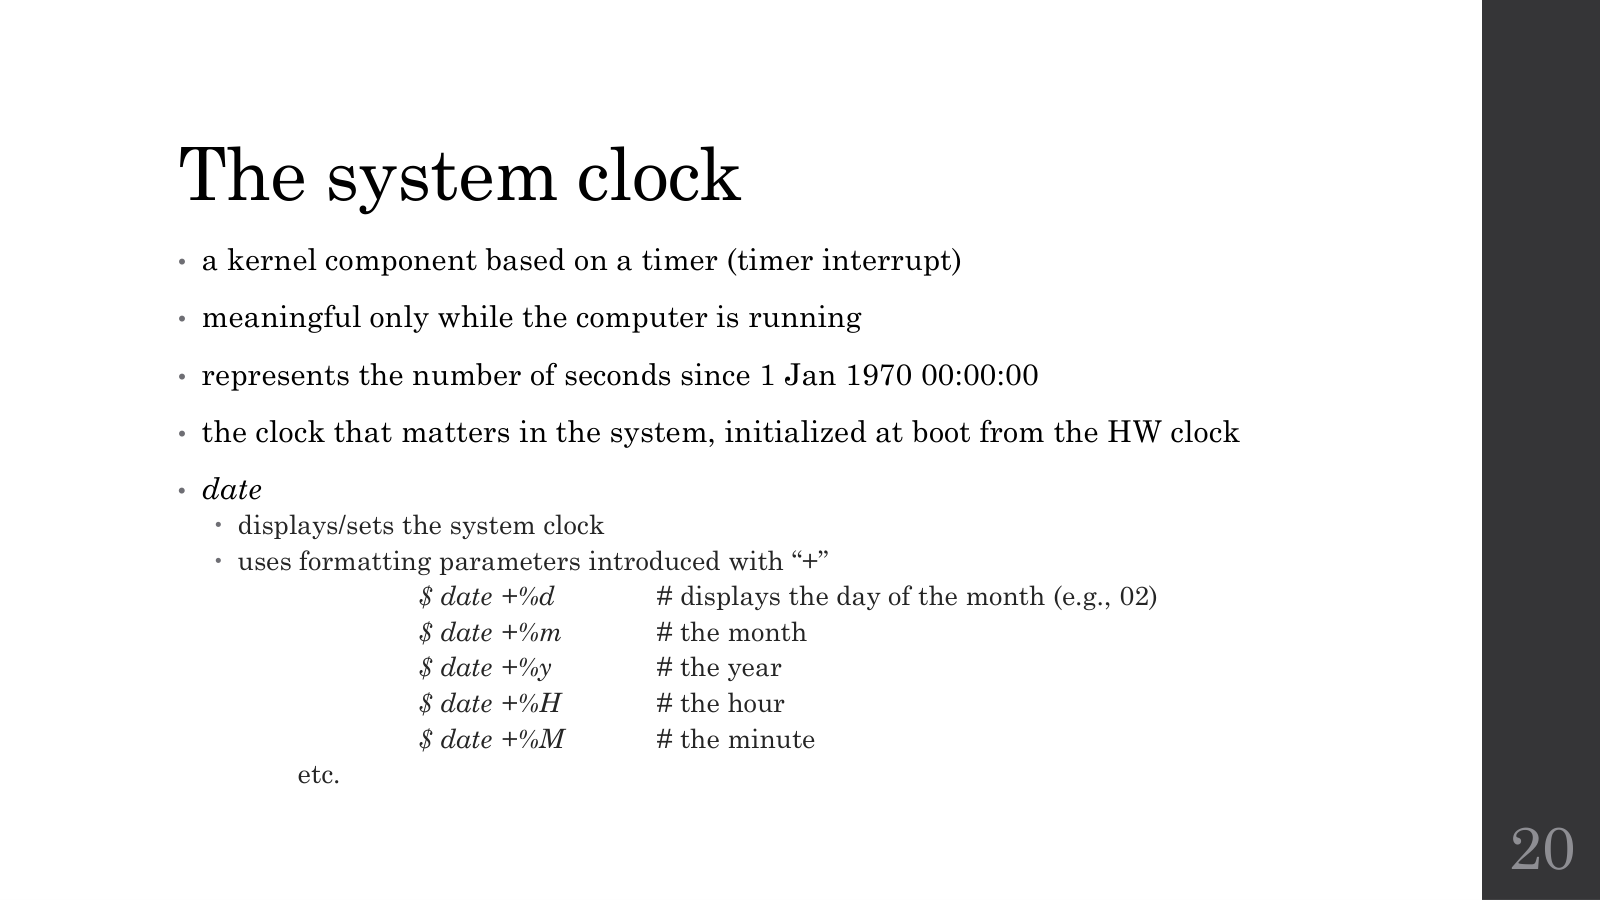 The system clock
• a kernel component based on a timer (timer interrupt)
• meaningful only while the computer is running
• represents the number of seconds since 1 Jan 1970 00:00:00
• the clock that matters in the system, initialized at boot from the HW clock
• date
• displays/sets the system clock
• uses formatting parameters introduced with “+”
$ date +%d # displays the day of the month (e.g., 02)
$ date +%m # the month
$ date +%y # the year
$ date +%H # the hour
$ date +%M # the minute
etc.
20